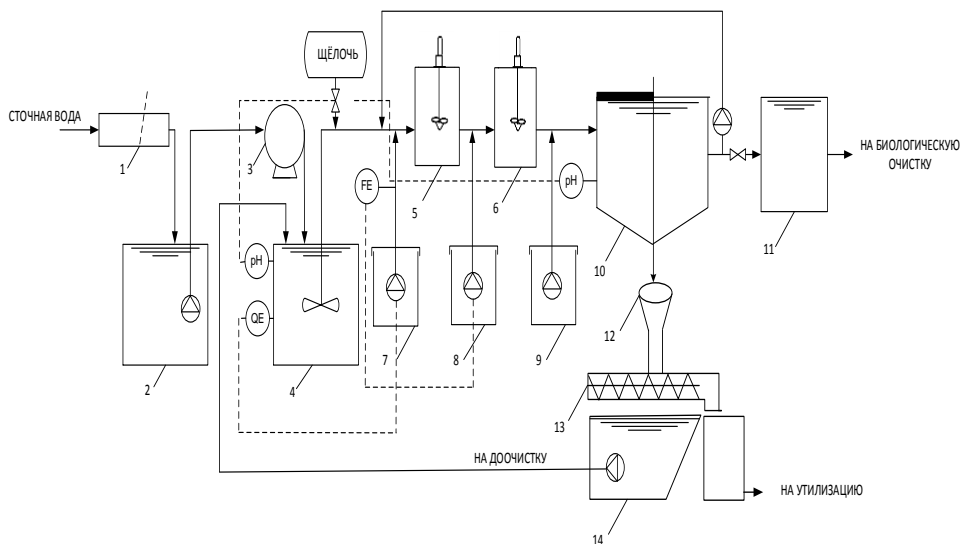 ЩЁЛОЧЬ
СТОЧНАЯ ВОДА
1
3
5
6
FE
pH
НА БИОЛОГИЧЕСКУЮ
ОЧИСТКУ
11
pH
QE
10
12
2
4
7
8
9
13
НА ДООЧИСТКУ
НА УТИЛИЗАЦИЮ
14